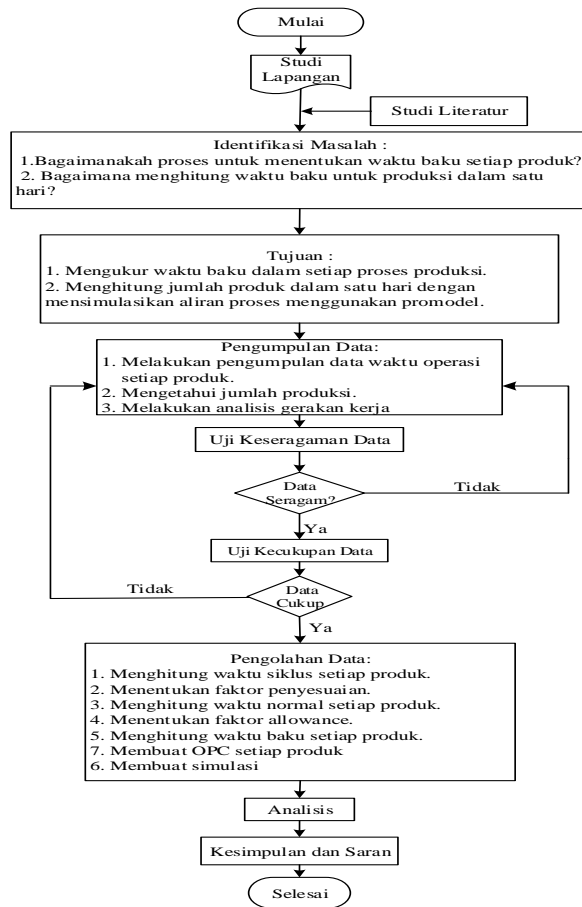 Mulai
Studi
Lapangan
Studi Literatur
Identifikasi Masalah :
1.Bagaimanakah proses untuk menentukan waktu baku setiap produk?
2. Bagaimana menghitung waktu baku untuk produksi dalam satu
hari?
Tujuan :
1. Mengukur waktu baku dalam setiap proses produksi.
2. Menghitung jumlah produk dalam satu hari dengan
mensimulasikan aliran proses menggunakan promodel.
Pengumpulan Data:
1. Melakukan pengumpulan data waktu operasi
setiap produk.
2. Mengetahui jumlah produksi.
3. Melakukan analisis gerakan kerja
Uji Keseragaman Data
Data
Seragam?
Tidak
Ya
Uji Kecukupan Data
Tidak
Data
Cukup
Ya
Pengolahan Data:
1. Menghitung waktu siklus setiap produk.
2. Menentukan faktor penyesuaian.
3. Menghitung waktu normal setiap produk.
4. Menentukan faktor allowance.
5. Menghitung waktu baku setiap produk.
7. Membuat OPC setiap produk
6. Membuat simulasi
Analisis
Kesimpulan dan Saran
Selesai